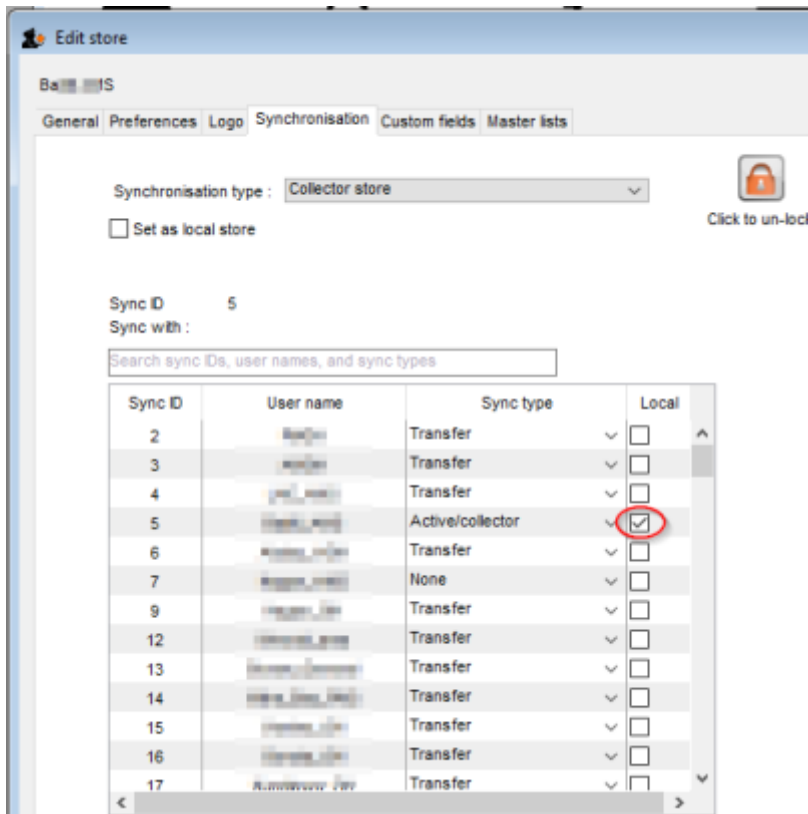 Edit store
General Preferences Logo Synchronisation Custom fields Master lists
Synchronisation type : Collector store
Set as local store
Click to un-lock
Sync ID 5
Sync with :
Search sync IDs, user names, and sync types
Sync ID User name Sync type Local
2 Transfer
3 Transfer
4 Transfer
5 Active/collector
6 Transfer
7 None
9 Transfer
12 Transfer
13 Transfer
14 Transfer
15 Transfer
16 Transfer
17 Transfer